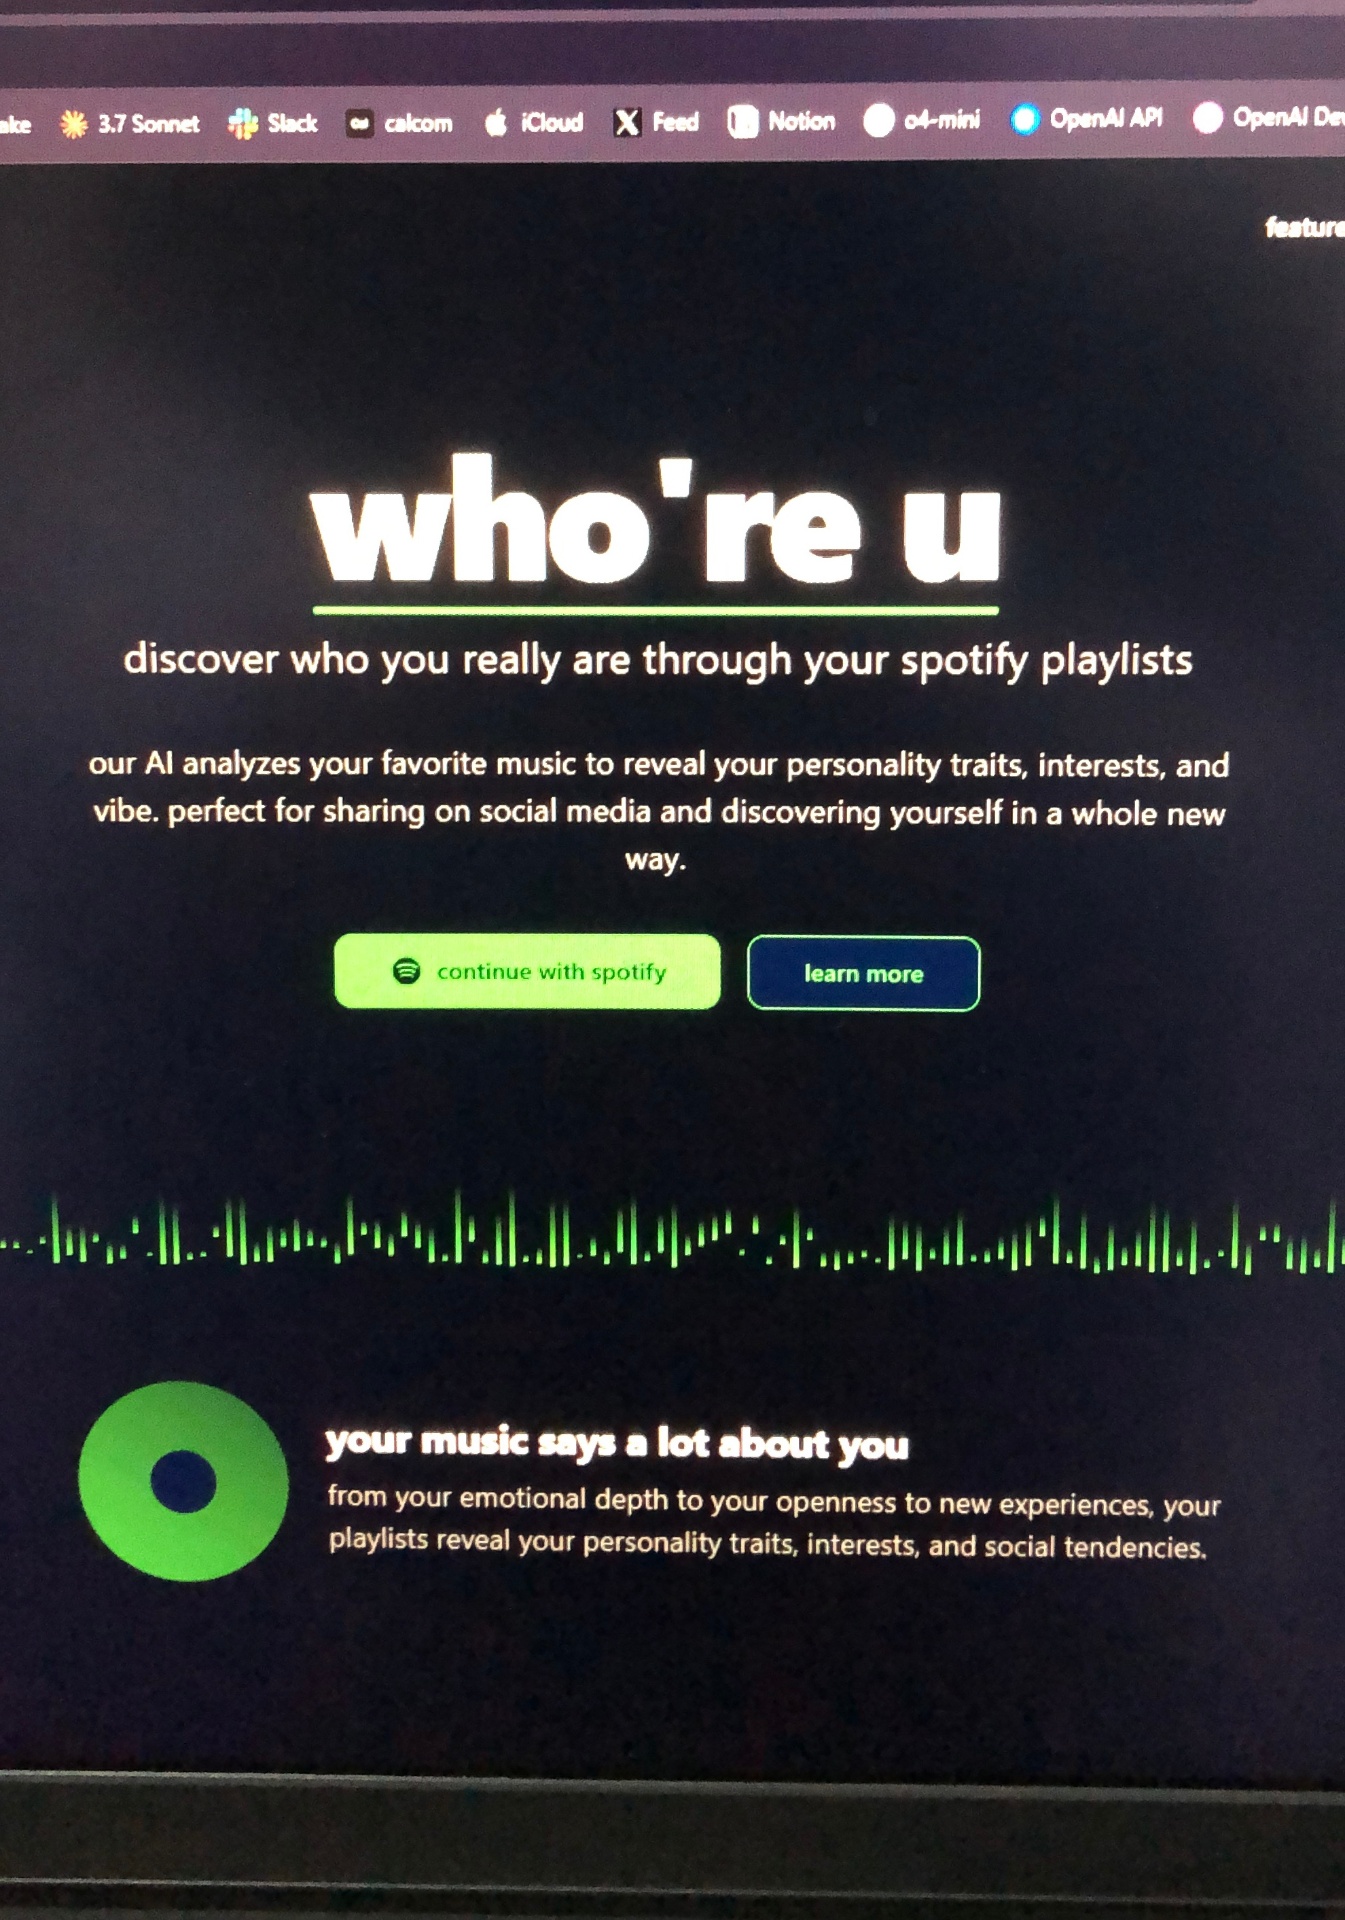 3.7 Sonnet Slack calcom iCloud Feed Notion o4-mini OpenAI API OpenAI
who're u
discover who you really are through your spotify playlists
our AI analyzes your favorite music to reveal your personality traits, interests, and
vibe. perfect for sharing on social media and discovering yourself in a whole new
way.
continue with spotify learn more
your music says a lot about you
from your emotional depth to your openness to new experiences, your
playlists reveal your personality traits, interests, and social tendencies.